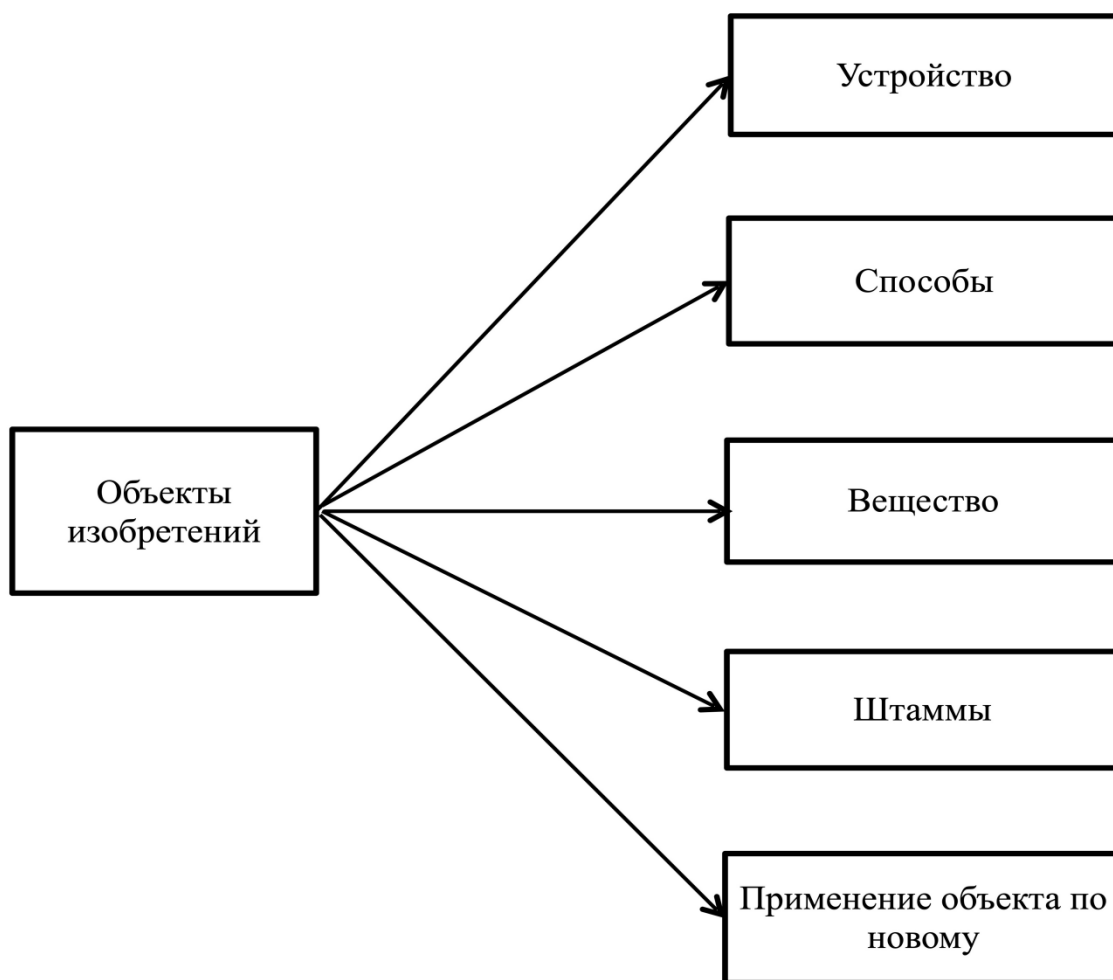 Устройство
Способы
Объекты
изобретений
Вещество
Штаммы
Применение объекта по
новому